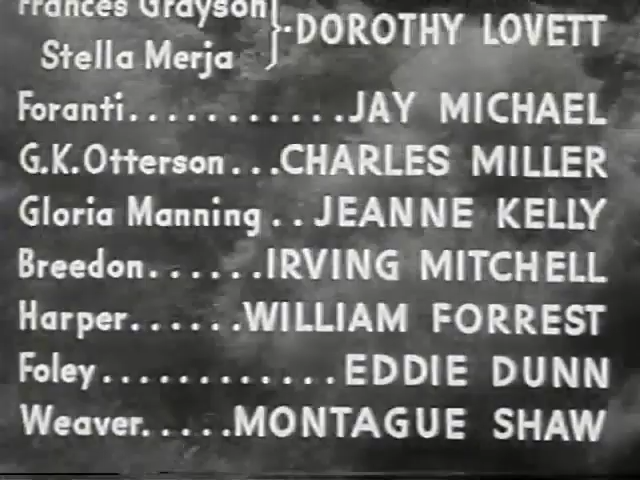 Frances Grayson
Stella Merja } - DOROTHY LOVETT
Foranti...........JAY MICHAEL
G.K.Otterson...CHARLES MILLER
Gloria Manning..JEANNE KELLY
Breedon......IRVING MITCHELL
Harper......WILLIAM FORREST
Foley............EDDIE DUNN
Weaver.....MONTAGUE SHAW